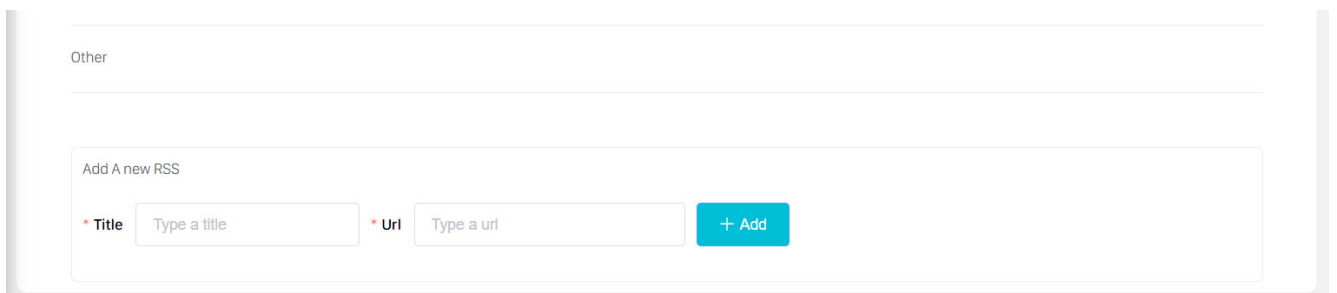 Other
Add A new RSS
* Title Type a title * Url Type a url + Add